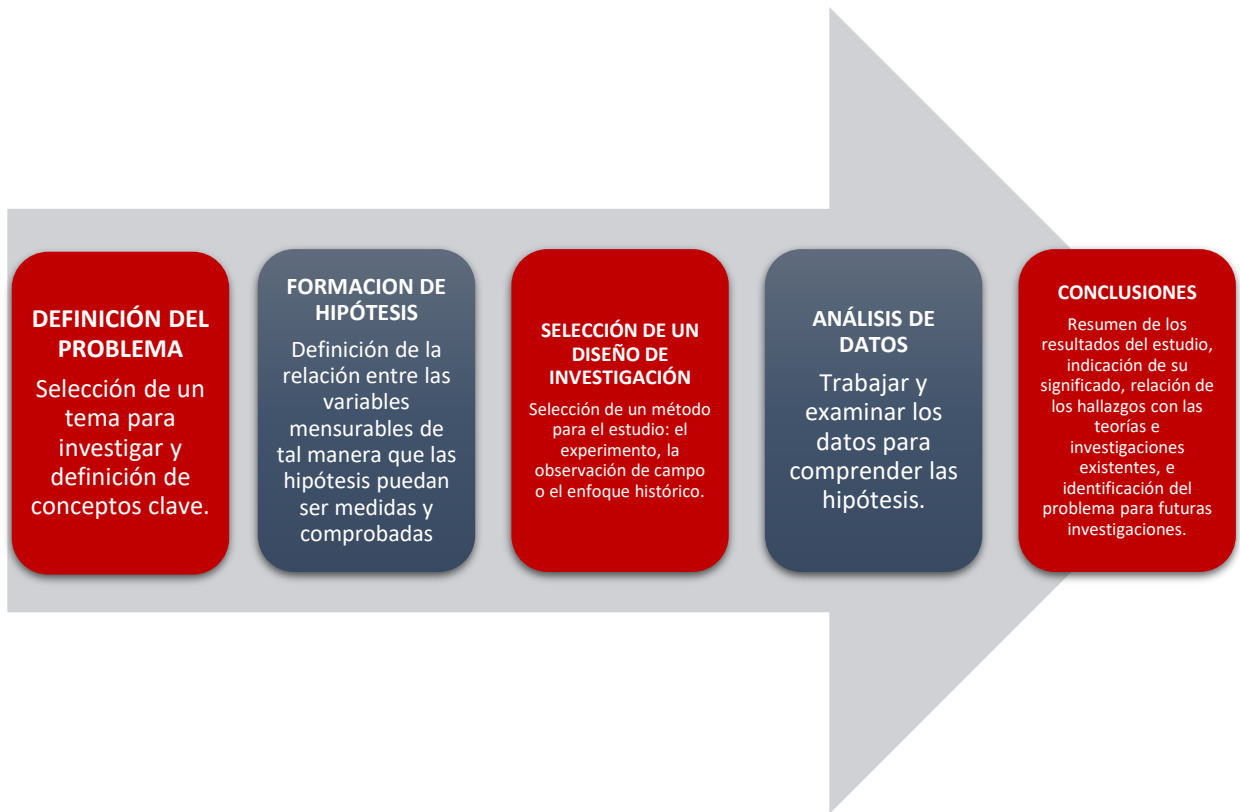 DEFINICIÓN DEL
PROBLEMA
Selección de un
tema para
investigar y
definición de
conceptos clave.
FORMACION DE
HIPÓTESIS
Definición de la
relación entre las
variables
mensurables de
tal manera que las
hipótesis puedan
ser medidas y
comprobadas
SELECCIÓN DE UN
DISEÑO DE
INVESTIGACIÓN
Selección de un método
para el estudio: el
experimento, la
observación de campo
o el enfoque histórico.
ANÁLISIS DE
DATOS
Trabajar y
examinar los
datos para
comprender las
hipótesis.
CONCLUSIONES
Resumen de los
resultados del estudio,
indicación de su
significado, relación de
los hallazgos con las
teorías e
investigaciones
existentes, e
identificación del
problema para futuras
investigaciones.